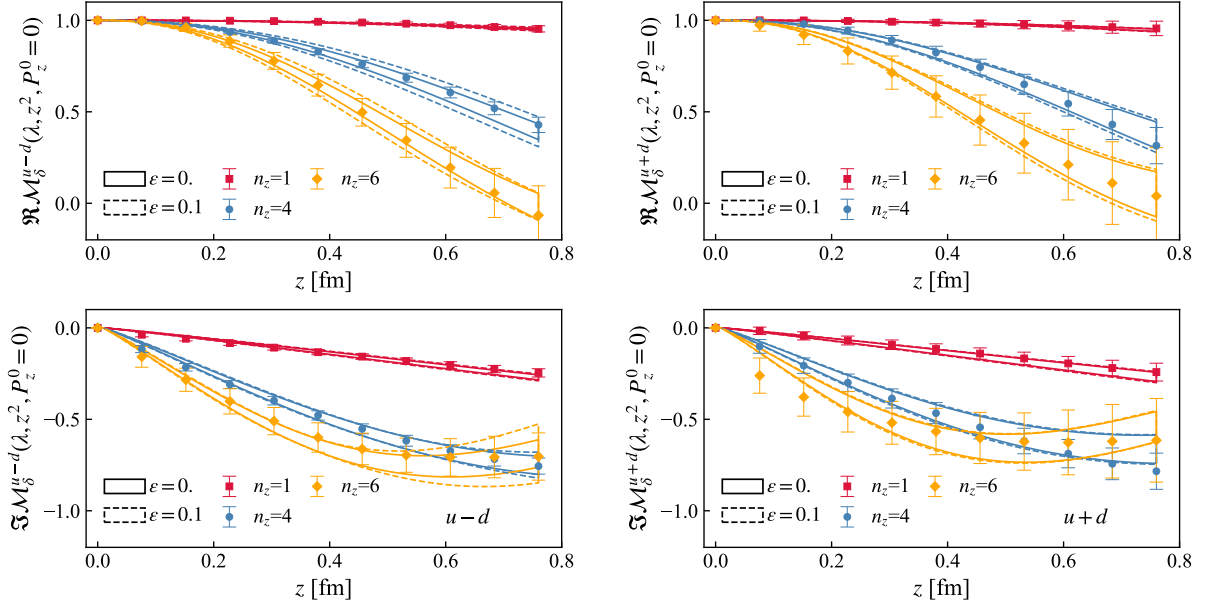 1.0
0.5
0.0
ℜ𝓜_δ^{u−d}(λ, z², P_z^0=0)
ε=0.
ε=0.1
n_z=1
n_z=4
n_z=6
0.0 0.2 0.4 0.6 0.8
z [fm]
1.0
0.5
0.0
ℜ𝓜_δ^{u+d}(λ, z², P_z^0=0)
ε=0.
ε=0.1
n_z=1
n_z=4
n_z=6
0.0 0.2 0.4 0.6 0.8
z [fm]
0.0
−0.5
−1.0
ℑ𝓜_δ^{u−d}(λ, z², P_z^0=0)
ε=0.
ε=0.1
n_z=1
n_z=4
n_z=6
u−d
0.0 0.2 0.4 0.6 0.8
z [fm]
0.0
−0.5
−1.0
ℑ𝓜_δ^{u+d}(λ, z², P_z^0=0)
ε=0.
ε=0.1
n_z=1
n_z=4
n_z=6
u+d
0.0 0.2 0.4 0.6 0.8
z [fm]